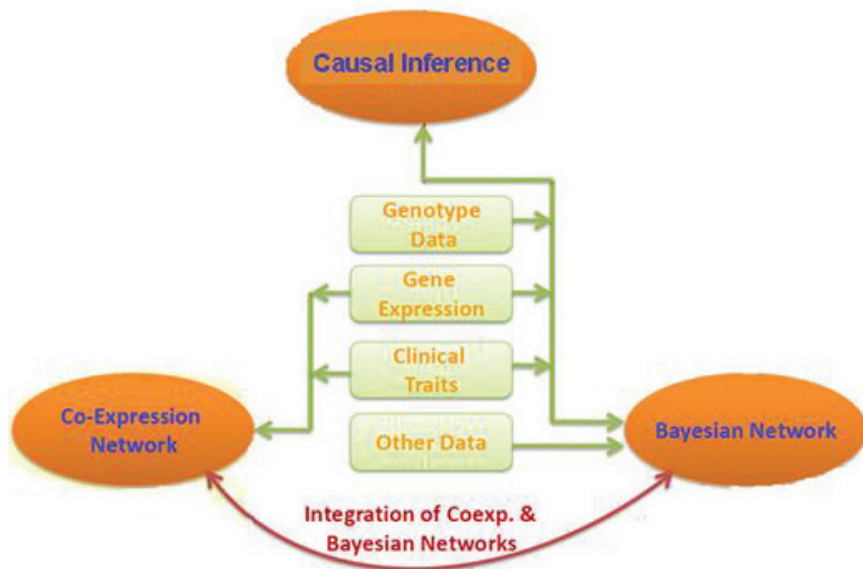 Causal Inference
Genotype
Data
Gene
Expression
Clinical
Traits
Co-Expression
Network
Other Data
Bayesian Network
Integration of Coexp. &
Bayesian Networks